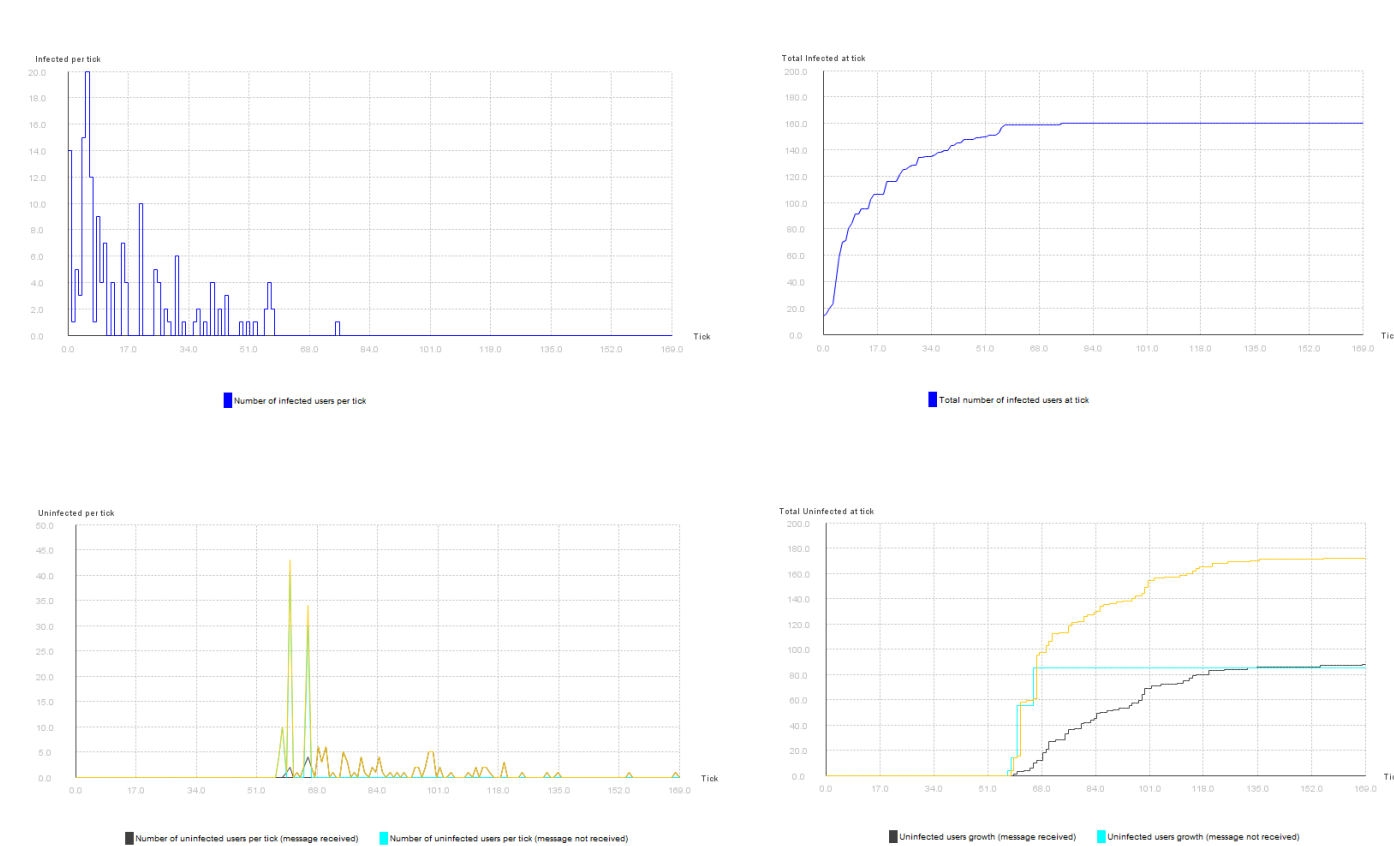 Infected per tick
20.0
18.0
16.0
14.0
12.0
10.0
8.0
6.0
4.0
2.0
0.0
0.0 17.0 34.0 51.0 68.0 84.0 101.0 118.0 135.0 152.0 169.0
Tick
Number of infected users per tick
Total Infected at tick
200.0
180.0
160.0
140.0
120.0
100.0
80.0
60.0
40.0
20.0
0.0
0.0 17.0 34.0 51.0 68.0 84.0 101.0 118.0 135.0 152.0 169.0
Tic
Total number of infected users at tick
Uninfected per tick
50.0
45.0
40.0
35.0
30.0
25.0
20.0
15.0
10.0
5.0
0.0
0.0 17.0 34.0 51.0 68.0 84.0 101.0 118.0 135.0 152.0 169.0
Tick
Number of uninfected users per tick (message received) Number of uninfected users per tick (message not received)
Total Uninfected at tick
200.0
180.0
160.0
140.0
120.0
100.0
80.0
60.0
40.0
20.0
0.0
0.0 17.0 34.0 51.0 68.0 84.0 101.0 118.0 135.0 152.0 169.0
Tic
Uninfected users growth (message received) Uninfected users growth (message not received)